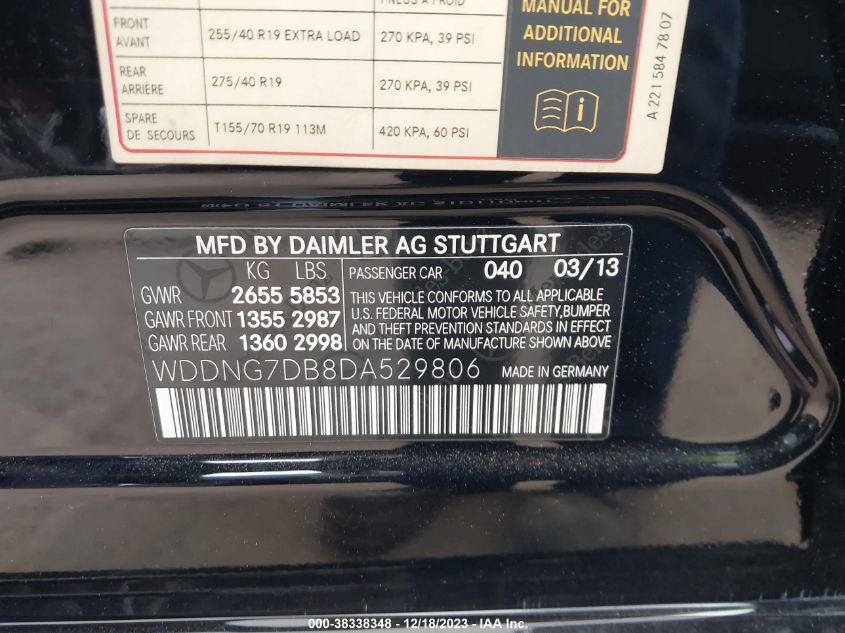 MANUAL FOR
ADDITIONAL
INFORMATION
FRONT
AVANT
255/40 R19 EXTRA LOAD
270 KPA, 39 PSI
REAR
ARRIÈRE
275/40 R19
270 KPA, 39 PSI
SPARE
DE SECOURS
T155/70 R19 113M
420 KPA, 60 PSI
A 221 584 78 07
MFD BY DAIMLER AG STUTTGART
KG LBS
PASSENGER CAR 040 03/13
GVWR 2655 5853
GAWR FRONT 1355 2987
GAWR REAR 1360 2998
THIS VEHICLE CONFORMS TO ALL APPLICABLE
U.S. FEDERAL MOTOR VEHICLE SAFETY,BUMPER
AND THEFT PREVENTION STANDARDS IN EFFECT
ON THE DATE OF MANUFACTURE SHOWN ABOVE
WDDNG7DB8DA529806
MADE IN GERMANY
000-38338348 - 12/18/2023 - IAA Inc.